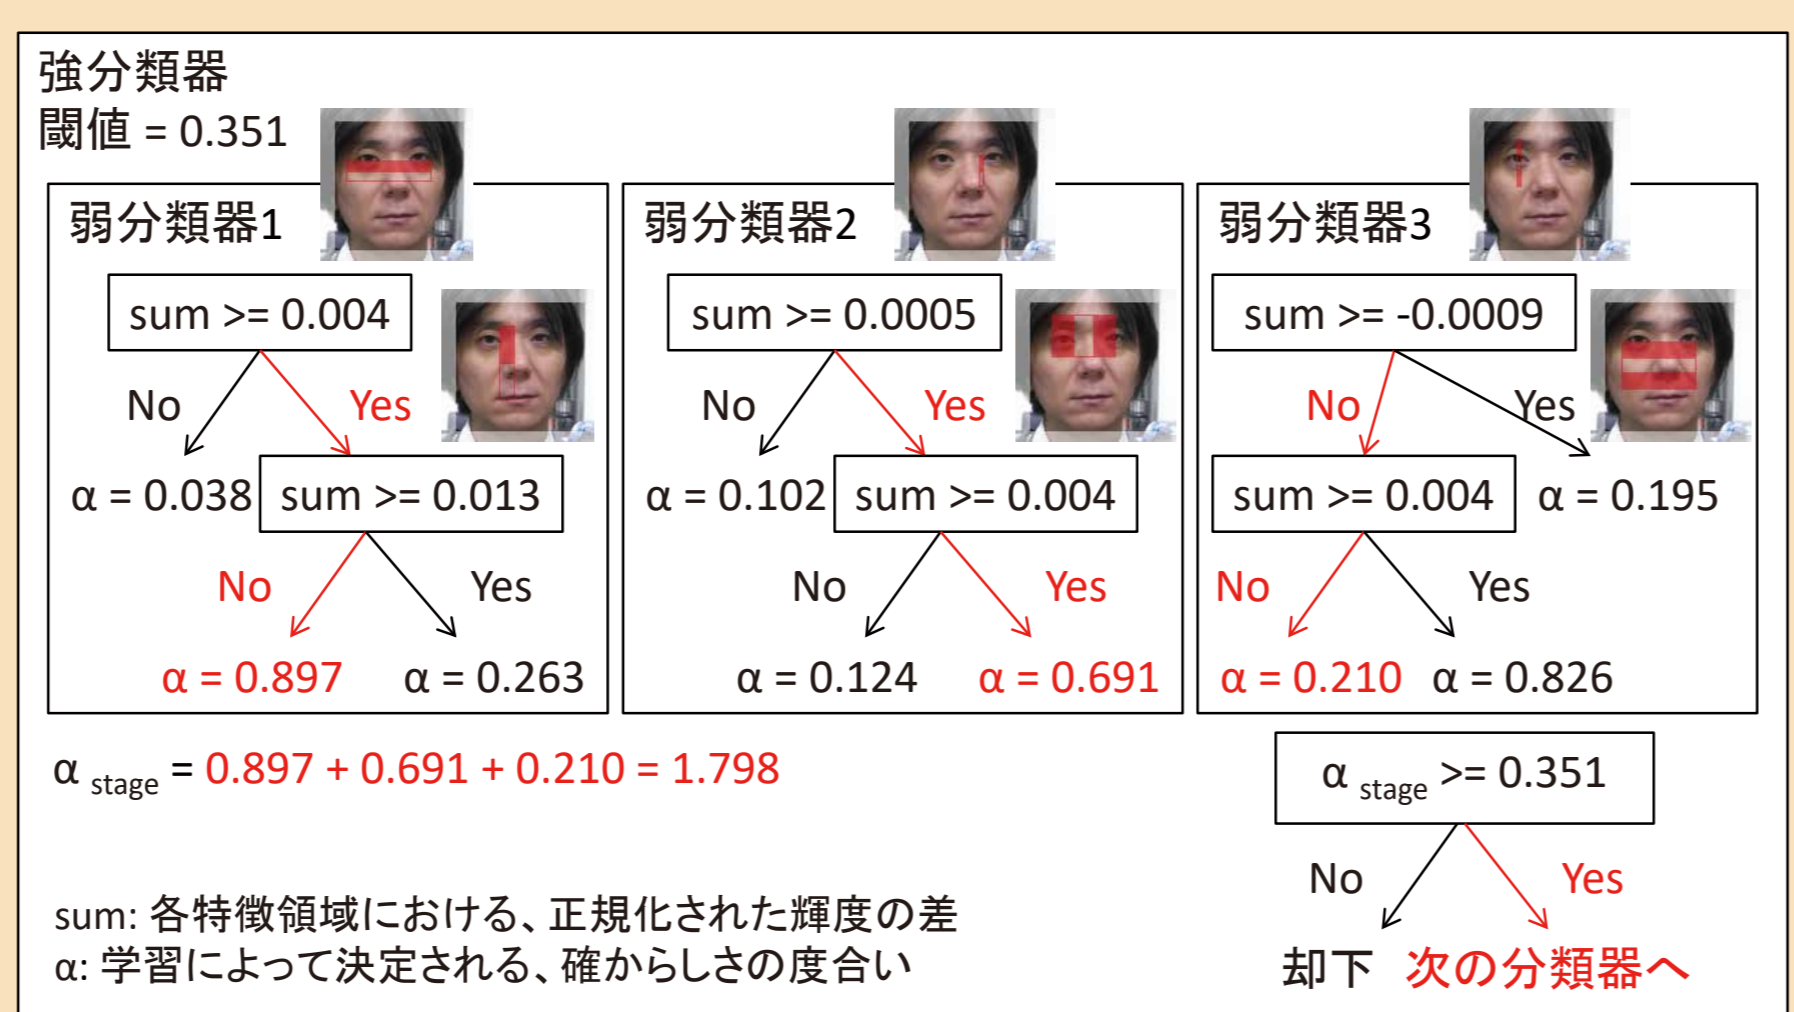 強分類器
閾値 = 0.351
弱分類器1
sum >= 0.004
No
Yes
α = 0.038
sum >= 0.013
No
Yes
α = 0.897
α = 0.263
弱分類器2
sum >= 0.0005
No
Yes
α = 0.102
sum >= 0.004
No
Yes
α = 0.124
α = 0.691
弱分類器3
sum >= -0.0009
No
Yes
sum >= 0.004
α = 0.195
No
Yes
α = 0.210
α = 0.826
α stage = 0.897 + 0.691 + 0.210 = 1.798
α stage >= 0.351
No
Yes
却下
次の分類器へ
sum: 各特徴領域における、正規化された輝度の差
α: 学習によって決定される、確からしさの度合い